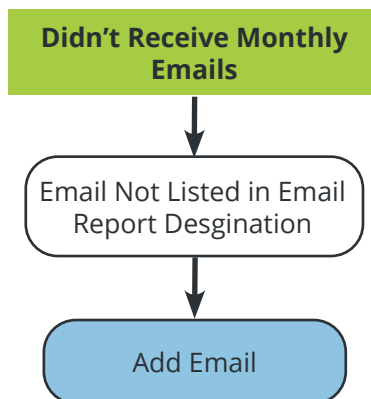 Didn’t Receive Monthly
Emails
Email Not Listed in Email
Report Desgination
Add Email